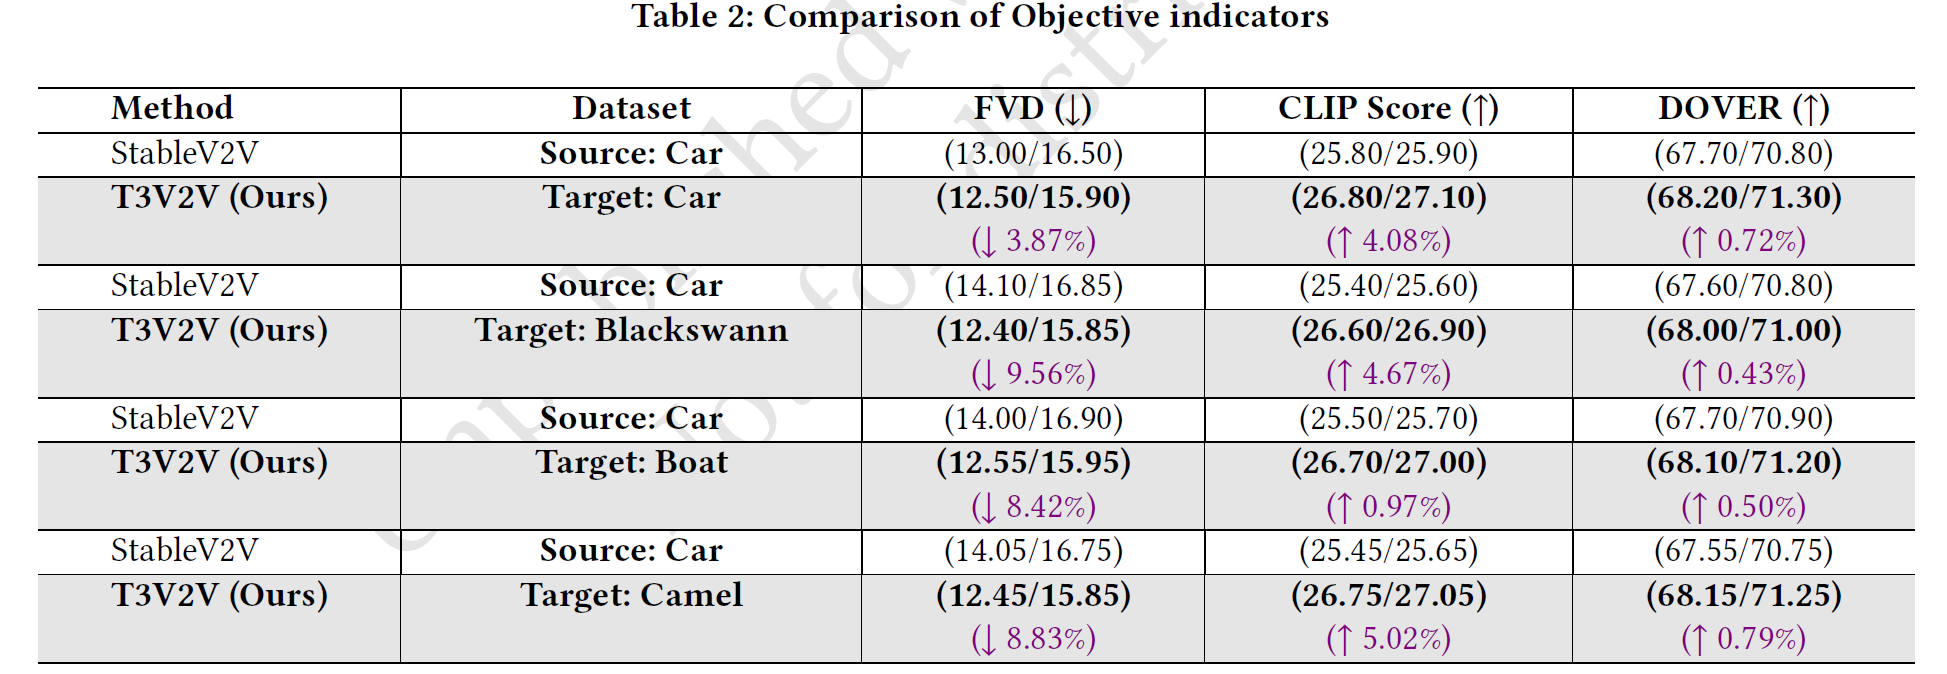 Table 2: Comparison of Objective indicators
Method Dataset FVD (↓) CLIP Score (↑) DOVER (↑)
StableV2V Source: Car (13.00/16.50) (25.80/25.90) (67.70/70.80)
T3V2V (Ours) Target: Car (12.50/15.90) (26.80/27.10) (68.20/71.30)
(↓ 3.87%) (↑ 4.08%) (↑ 0.72%)
StableV2V Source: Car (14.10/16.85) (25.40/25.60) (67.60/70.80)
T3V2V (Ours) Target: Blackswann (12.40/15.85) (26.60/26.90) (68.00/71.00)
(↓ 9.56%) (↑ 4.67%) (↑ 0.43%)
StableV2V Source: Car (14.00/16.90) (25.50/25.70) (67.70/70.90)
T3V2V (Ours) Target: Boat (12.55/15.95) (26.70/27.00) (68.10/71.20)
(↓ 8.42%) (↑ 0.97%) (↑ 0.50%)
StableV2V Source: Car (14.05/16.75) (25.45/25.65) (67.55/70.75)
T3V2V (Ours) Target: Camel (12.45/15.85) (26.75/27.05) (68.15/71.25)
(↓ 8.83%) (↑ 5.02%) (↑ 0.79%)